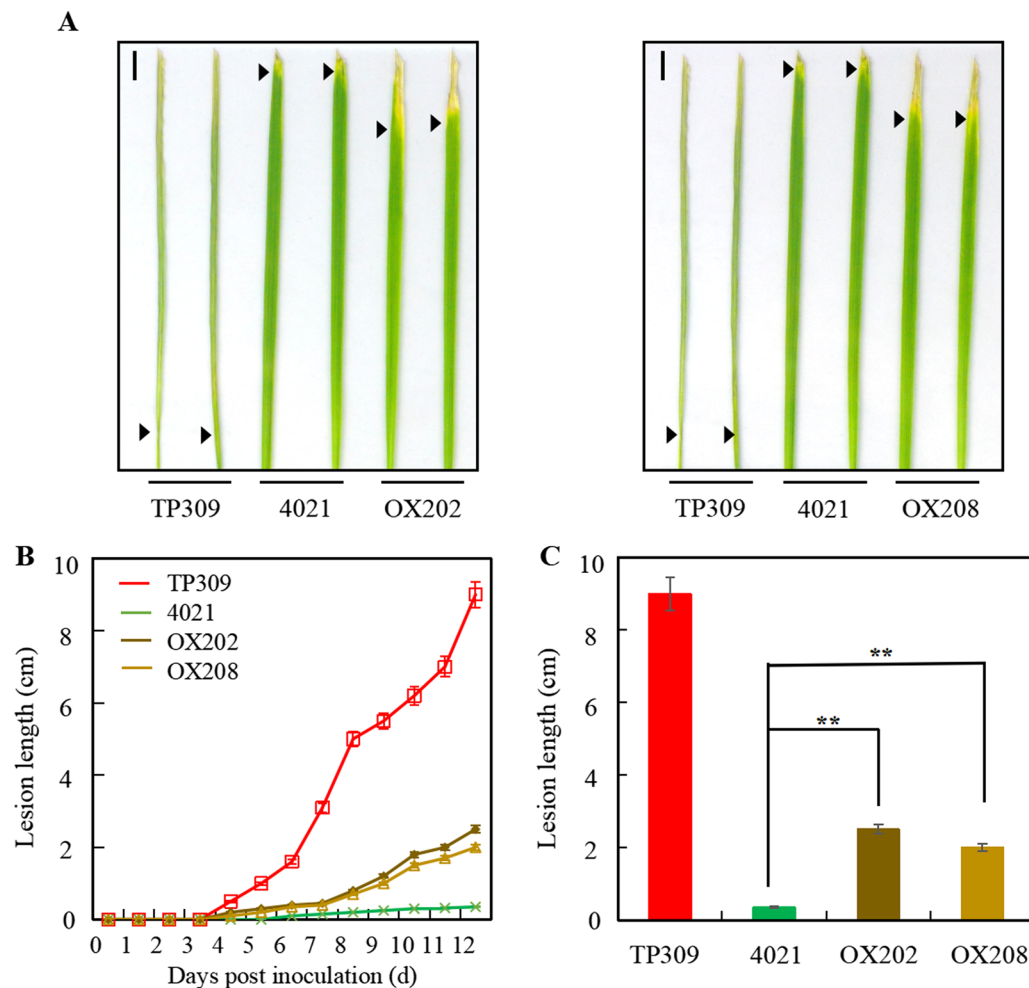 A
TP309 4021 OX202
TP309 4021 OX208
B
10
8
6
4
2
0
Lesion length (cm)
TP309
4021
OX202
OX208
0 1 2 3 4 5 6 7 8 9 10 11 12
Days post inoculation (d)
C
10
8
6
4
2
0
Lesion length (cm)
**
**
TP309 4021 OX202 OX208